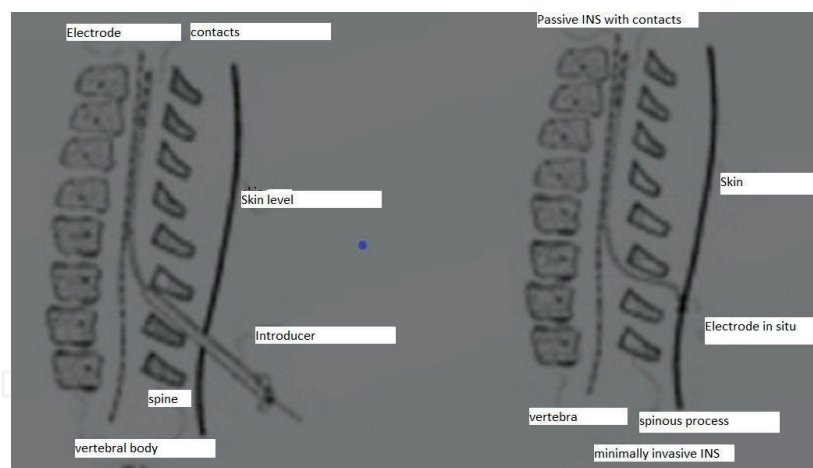 Electrode
contacts
Skin level
Introducer
spine
vertebral body
Passive INS with contacts
Skin
Electrode in situ
vertebra
spinous process
minimally invasive INS